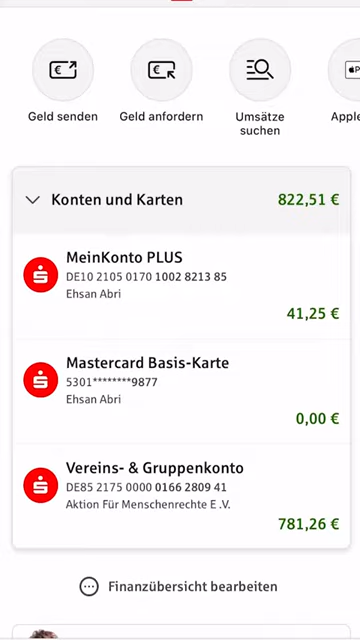 Geld senden
Geld anfordern
Umsätze
suchen
Apple
Konten und Karten
822,51 €
MeinKonto PLUS
DE10 2105 0170 1002 8213 85
Ehsan Abri
41,25 €
Mastercard Basis-Karte
5301********9877
Ehsan Abri
0,00 €
Vereins- & Gruppenkonto
DE85 2175 0000 0166 2809 41
Aktion Für Menschenrechte E .V.
781,26 €
Finanzübersicht bearbeiten